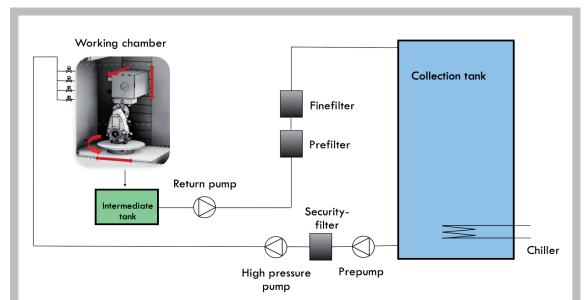 Working chamber
Collection tank
Finefilter
Prefilter
Return pump
Intermediate
tank
Security-
filter
Chiller
High pressure
pump
Prepump